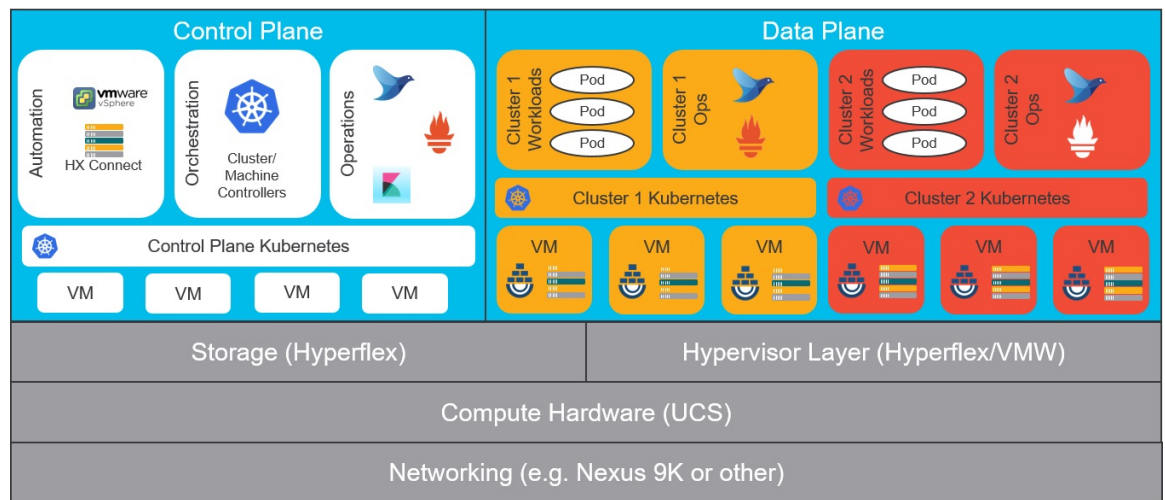 Control Plane
Data Plane
Automation
vmware
vSphere
HX Connect
Orchestration
Cluster/
Machine
Controllers
Operations
Cluster 1
Workloads
Pod
Pod
Pod
Cluster 1
Ops
Cluster 2
Workloads
Pod
Pod
Pod
Cluster 2
Ops
Control Plane Kubernetes
Cluster 1 Kubernetes
Cluster 2 Kubernetes
VM
VM
VM
VM
VM
VM
VM
VM
VM
VM
Storage (Hyperflex)
Hypervisor Layer (Hyperflex/VMW)
Compute Hardware (UCS)
Networking (e.g. Nexus 9K or other)